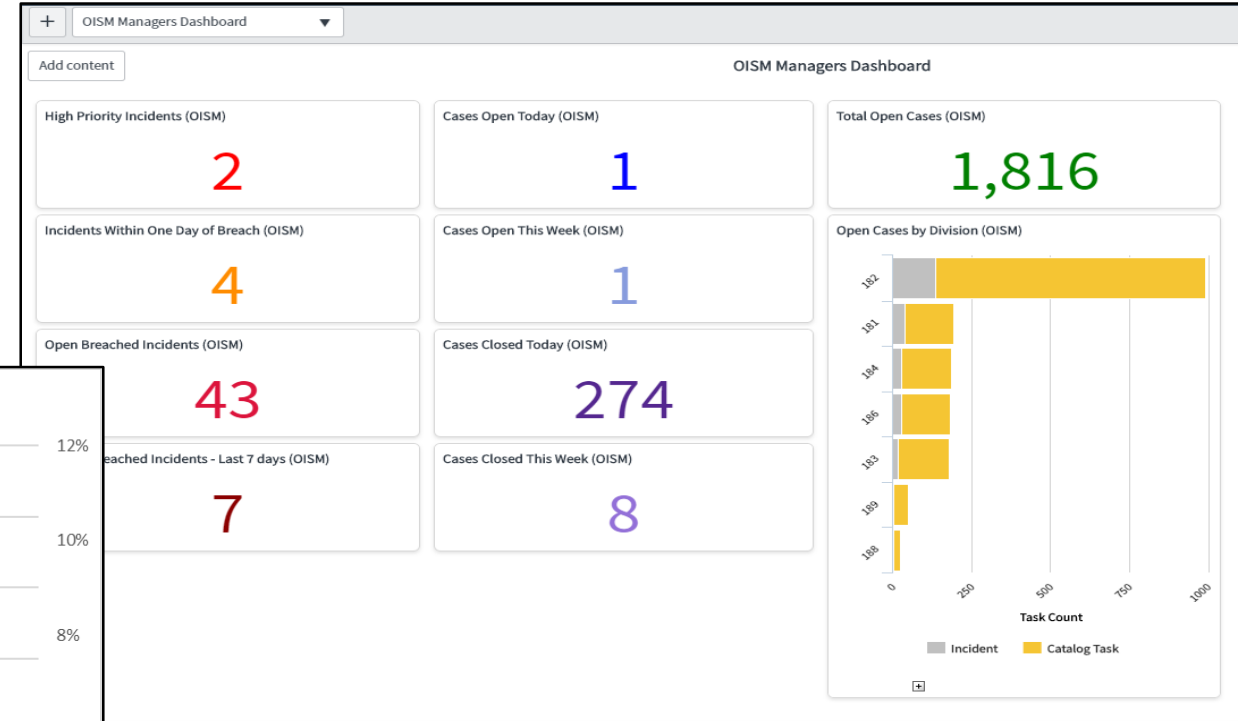 + OISM Managers Dashboard
Add content
OISM Managers Dashboard
High Priority Incidents (OISM)
2
Cases Open Today (OISM)
1
Total Open Cases (OISM)
1,816
Incidents Within One Day of Breach (OISM)
4
Cases Open This Week (OISM)
1
Open Breached Incidents (OISM)
43
Cases Closed Today (OISM)
274
eached Incidents - Last 7 days (OISM)
7
Cases Closed This Week (OISM)
8
Open Cases by Division (OISM)
182
181
184
186
183
189
188
0 250 500 750 1000
Task Count
Incident Catalog Task
12%
10%
8%